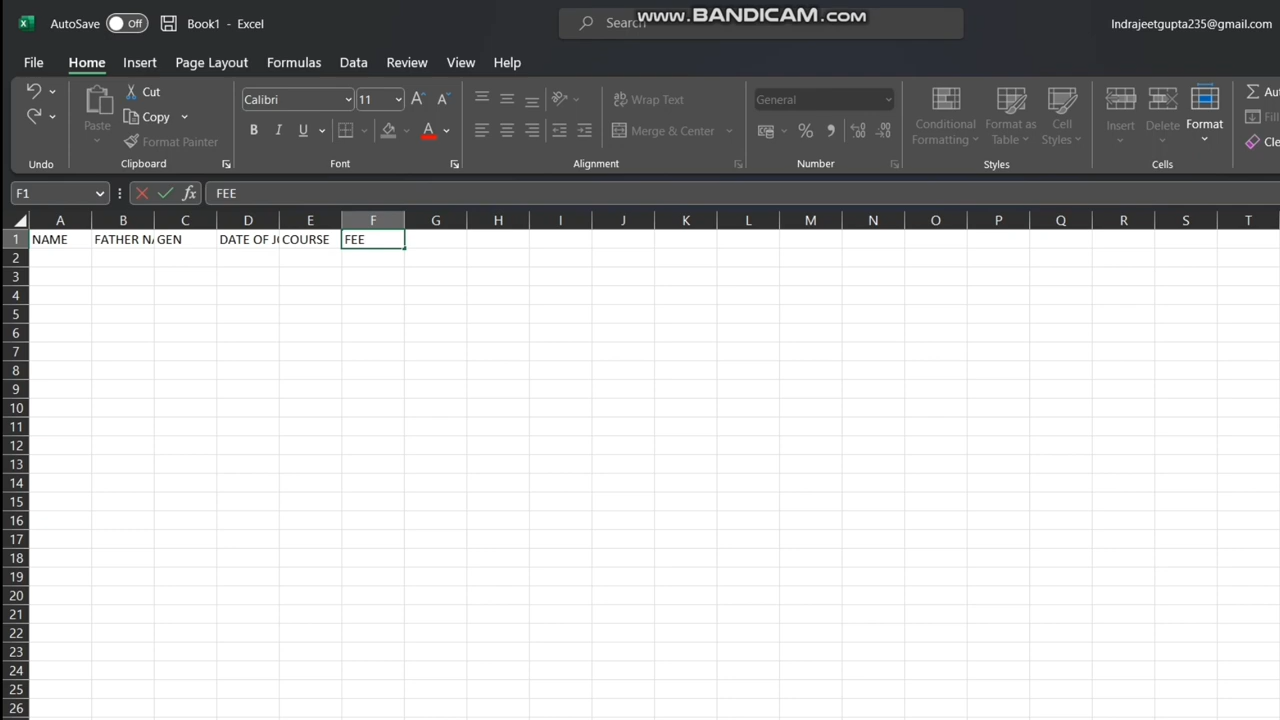 www.BANDICAM.com
AutoSave Off Book1 - Excel Search Indrajeetgupta235@gmail.com
File Home Insert Page Layout Formulas Data Review View Help
Paste Cut Copy Format Painter
Calibri 11 A A
B I U A
Wrap Text
Merge & Center
General
% ,
Conditional Formatting Format as Table Cell Styles
Insert Delete Format
Undo Clipboard Font Alignment Number Styles Cells
F1 fx FEE
A B C D E F G H I J K L M N O P Q R S T
1 NAME FATHER GEN DATE OF COURSE FEE
2
3
4
5
6
7
8
9
10
11
12
13
14
15
16
17
18
19
20
21
22
23
24
25
26